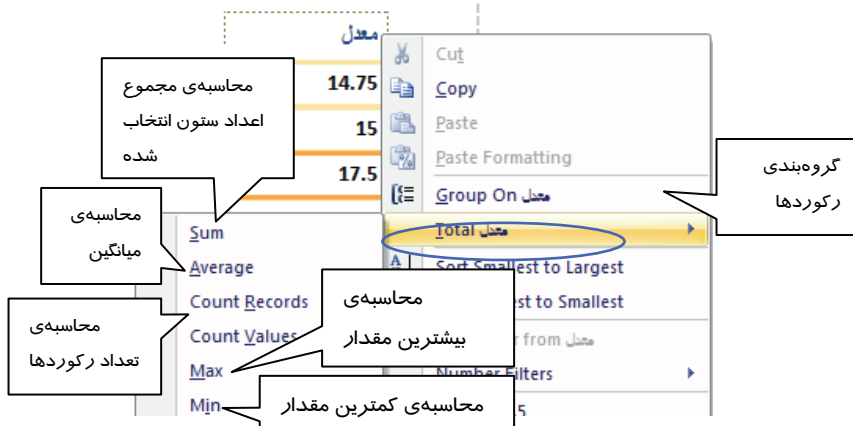 معدل
14.75
15
17.5
محاسبه‌ی مجموع
اعداد ستون انتخاب
شده
Cut
Copy
Paste
Paste Formatting
Group On معدل
Total معدل
Sort Smallest to Largest
est to Smallest
r from معدل
Number Filters
5
گروه‌بندی
رکوردها
محاسبه‌ی
میانگین
محاسبه‌ی
تعداد رکوردها
Sum
Average
Count Records
Count Values
Max
Min
محاسبه‌ی
بیشترین مقدار
محاسبه‌ی کمترین مقدار